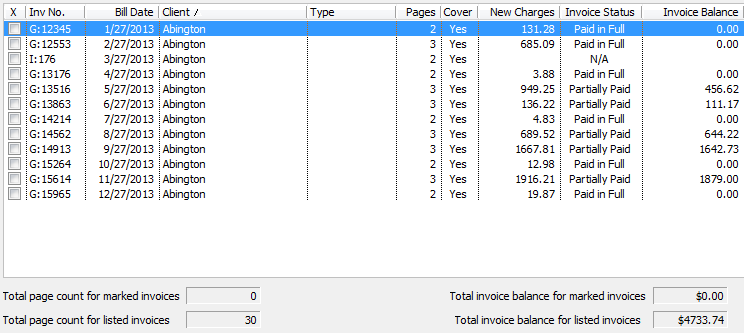 X Inv No. Bill Date Client / Type Pages Cover New Charges Invoice Status Invoice Balance
G:12345 1/27/2013 Abington 2 Yes 131.28 Paid in Full 0.00
G:12553 2/27/2013 Abington 3 Yes 685.09 Paid in Full 0.00
I:176 3/27/2013 Abington 2 Yes N/A
G:13176 4/27/2013 Abington 2 Yes 3.88 Paid in Full 0.00
G:13516 5/27/2013 Abington 3 Yes 949.25 Partially Paid 456.62
G:13863 6/27/2013 Abington 3 Yes 136.22 Partially Paid 111.17
G:14214 7/27/2013 Abington 2 Yes 4.83 Paid in Full 0.00
G:14562 8/27/2013 Abington 3 Yes 689.52 Partially Paid 644.22
G:14913 9/27/2013 Abington 3 Yes 1667.81 Partially Paid 1642.73
G:15264 10/27/2013 Abington 2 Yes 12.98 Paid in Full 0.00
G:15614 11/27/2013 Abington 3 Yes 1916.21 Partially Paid 1879.00
G:15965 12/27/2013 Abington 2 Yes 19.87 Paid in Full 0.00
Total page count for marked invoices 0 Total invoice balance for marked invoices $0.00
Total page count for listed invoices 30 Total invoice balance for listed invoices $4733.74